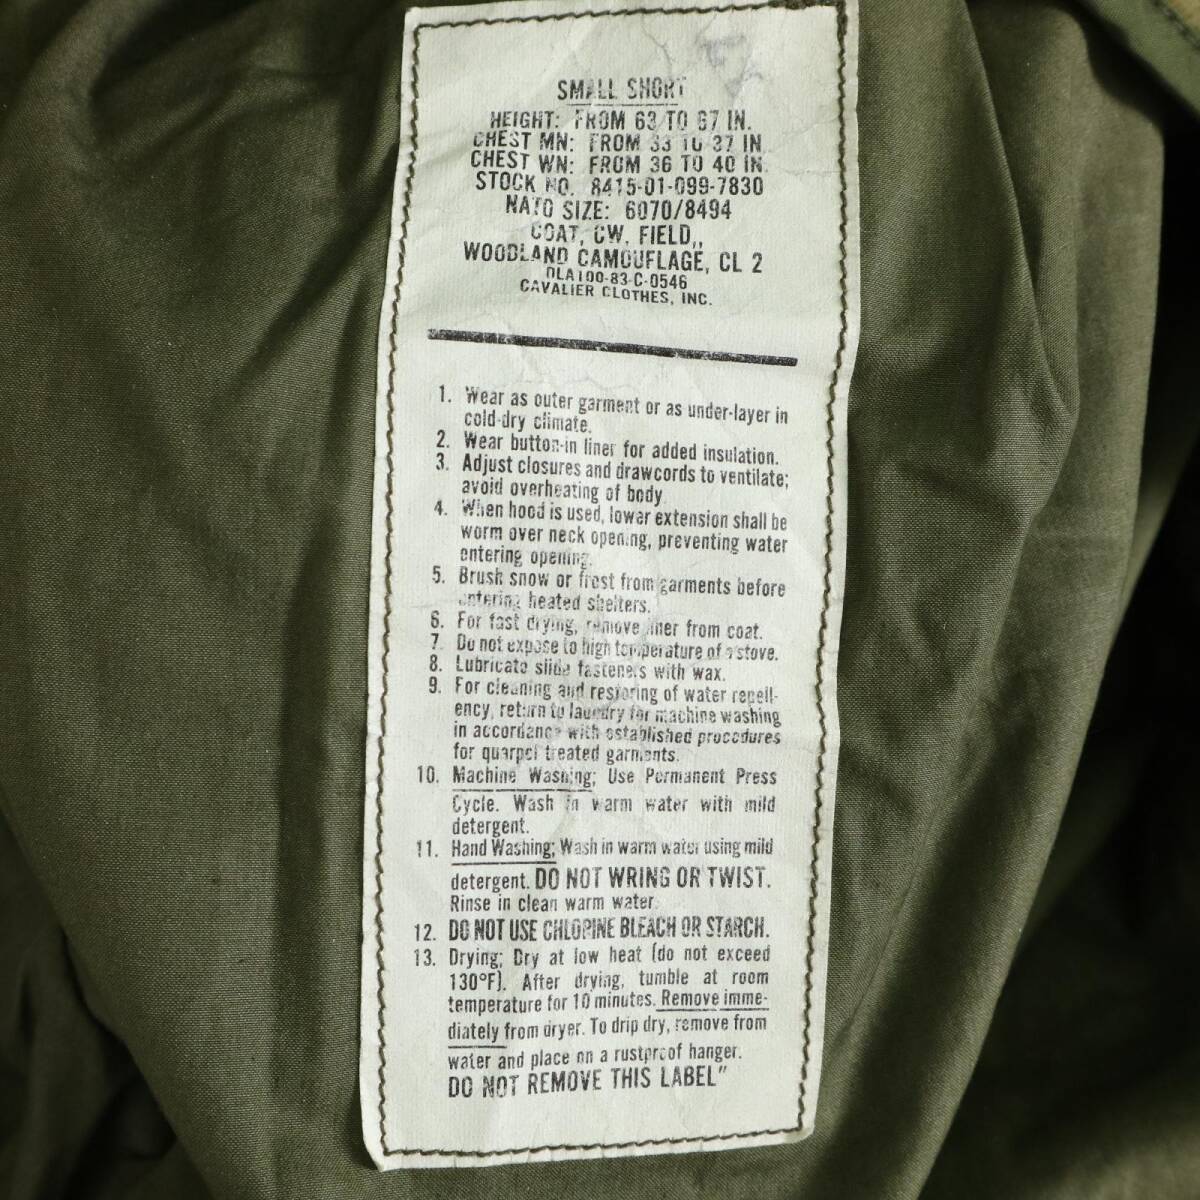 SMALL SHORT
HEIGHT: FROM 63 TO 67 IN.
CHEST MN: FROM 33 TO 37 IN
CHEST WN: FROM 36 TO 40 IN.
STOCK NO. 8415-01-099-7830
NATO SIZE: 6070/8494
COAT, CW, FIELD,,
WOODLAND CAMOUFLAGE, CL 2
DLA100-83-C-0546
CAVALIER CLOTHES, INC.
1. Wear as outer garment or as under-layer in
cold-dry climate.
2. Wear button-in liner for added insulation.
3. Adjust closures and drawcords to ventilate;
avoid overheating of body
4. When hood is used, lower extension shall be
worm over neck opening, preventing water
entering opening.
5. Brush snow or frost from garments before
entering heated shelters.
6. For fast drying, remove liner from coat.
7. Do not expose to high temperature of a stove.
8. Lubricate slide fasteners with wax.
9. For cleaning and restoring of water repell-
ency, return to laundry for machine washing
in accordance with established procedures
for quarpel treated garments.
10. Machine Washing; Use Permanent Press
Cycle. Wash in warm water with mild
detergent.
11. Hand Washing; Wash in warm water using mild
detergent. DO NOT WRING OR TWIST.
Rinse in clean warm water.
12. DO NOT USE CHLORINE BLEACH OR STARCH.
13. Drying; Dry at low heat (do not exceed
130°F). After drying, tumble at room
temperature for 10 minutes. Remove imme-
diately from dryer. To drip dry, remove from
water and place on a rustproof hanger.
DO NOT REMOVE THIS LABEL"